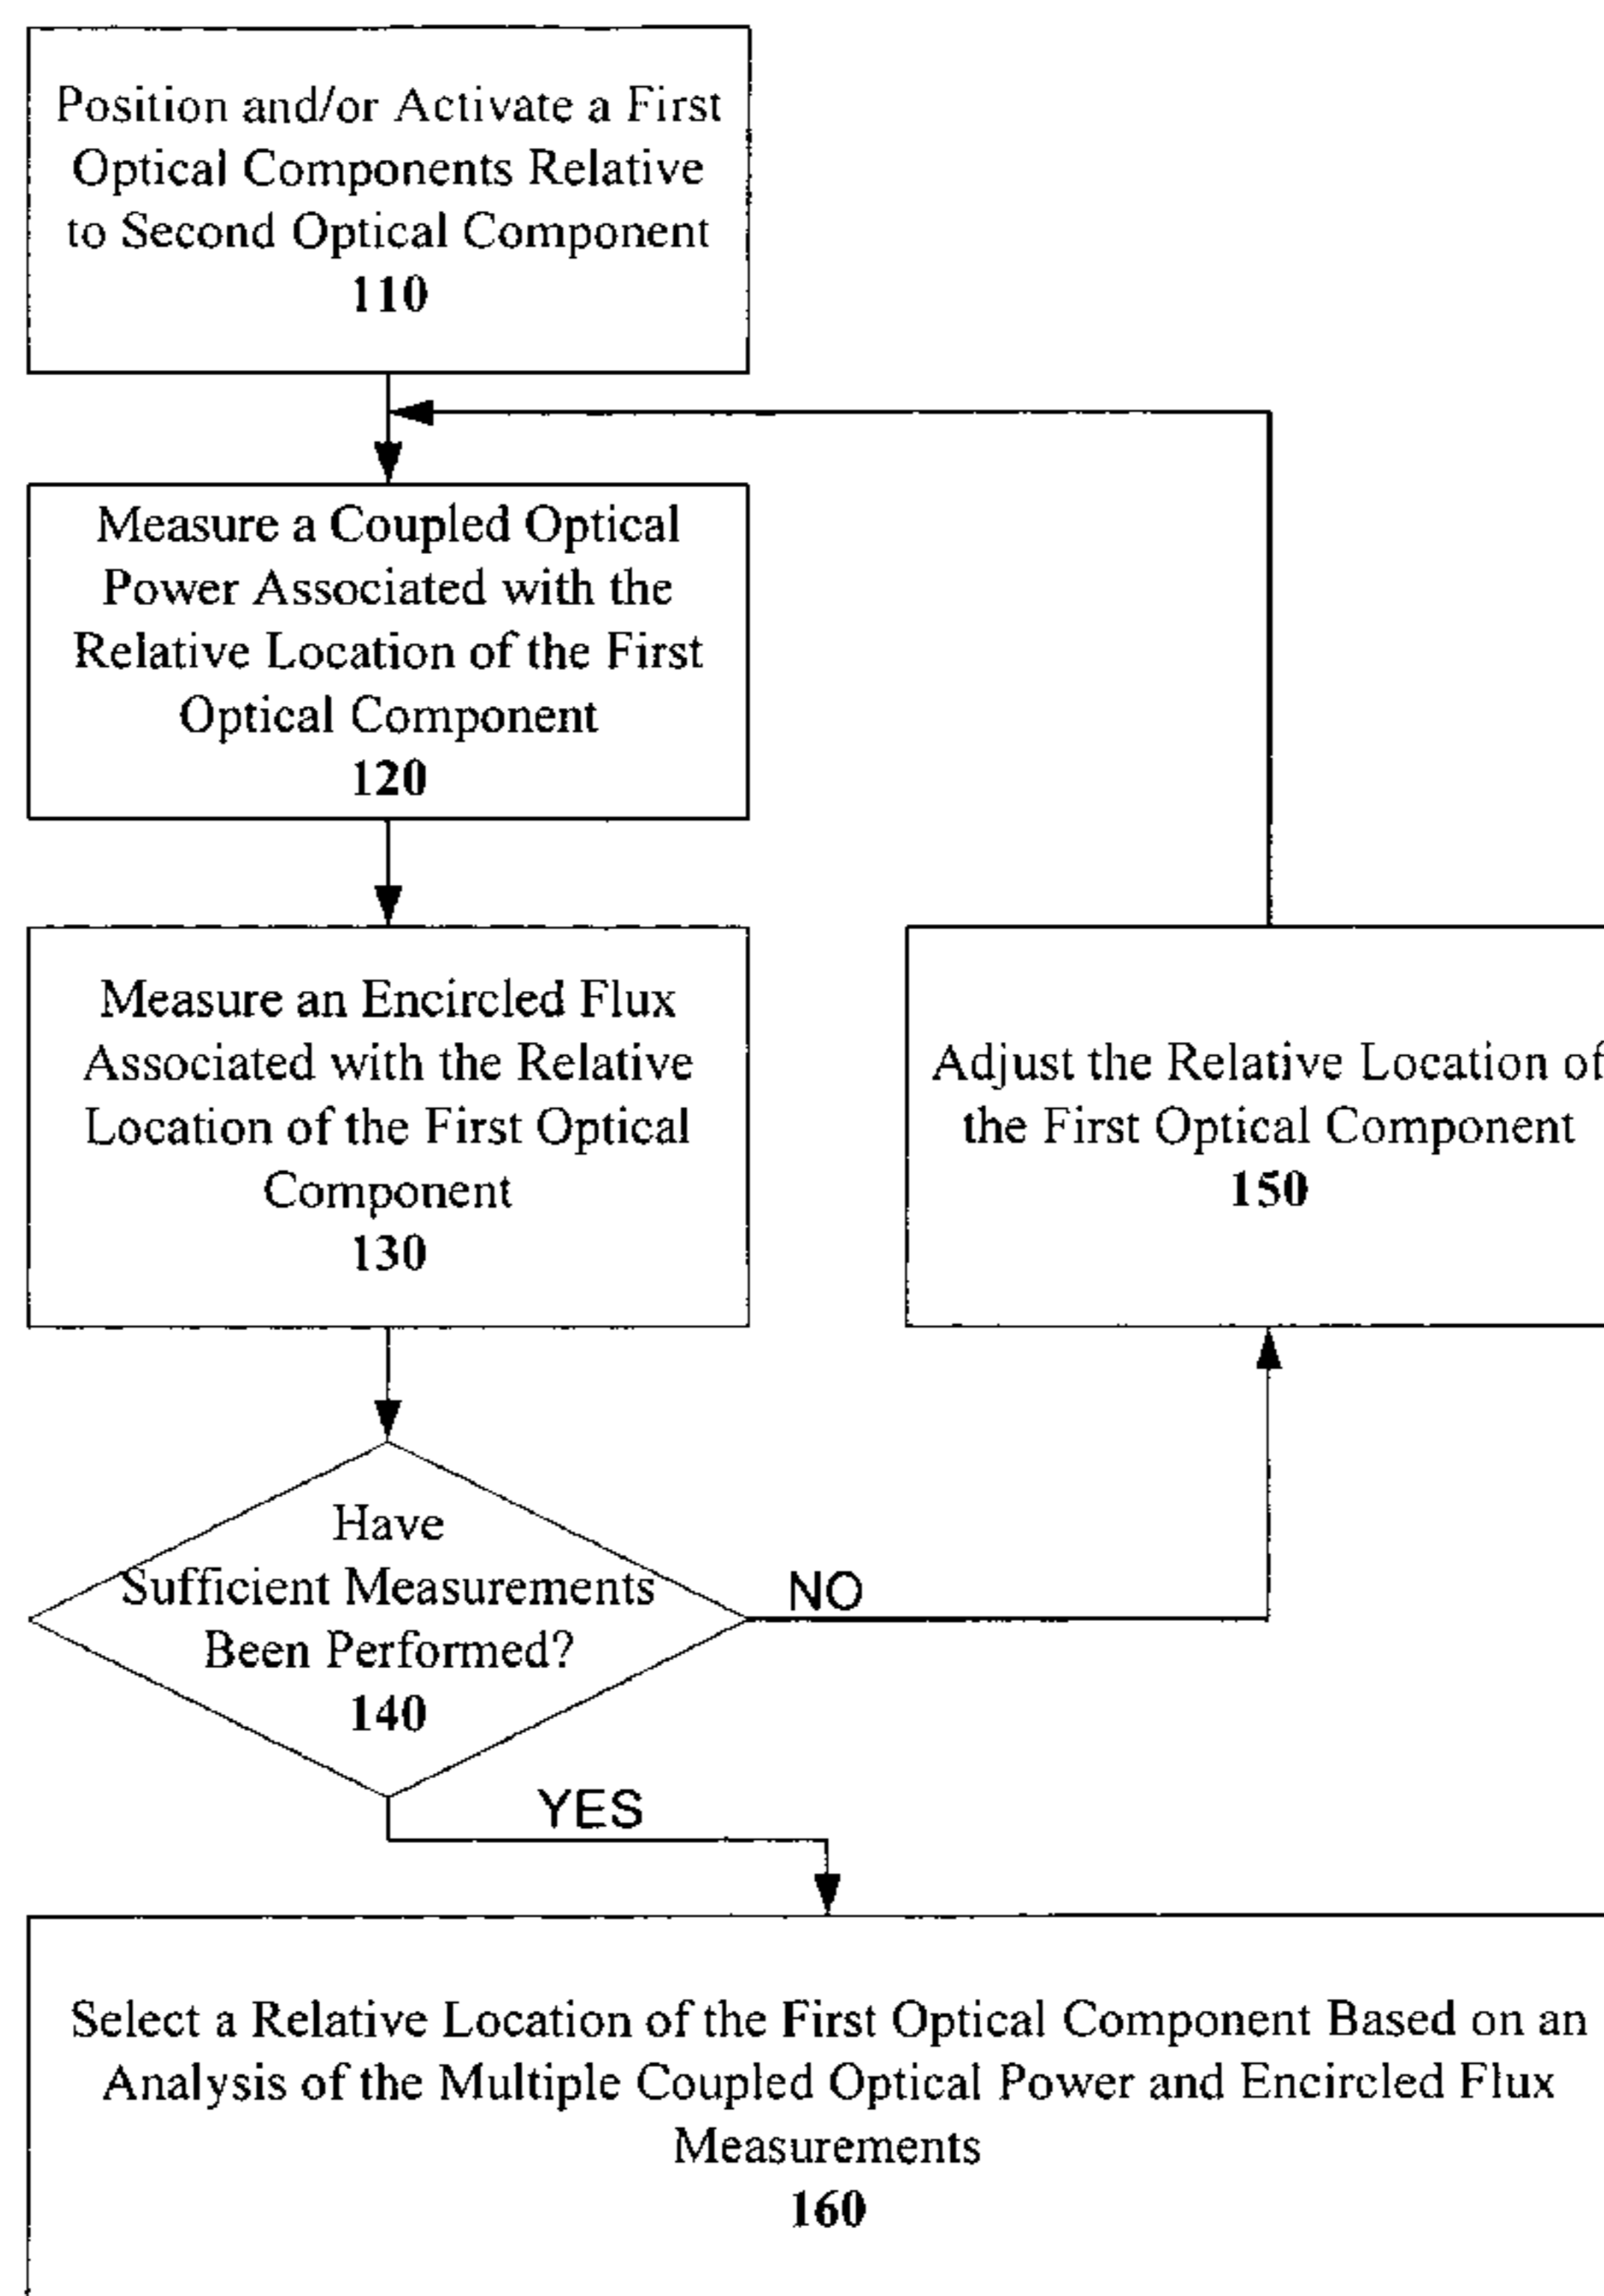 Position and/or Activate a First
Optical Components Relative
to Second Optical Component
110
Measure a Coupled Optical
Power Associated with the
Relative Location of the First
Optical Component
120
Measure an Encircled Flux
Associated with the Relative
Location of the First Optical
Component
130
Adjust the Relative Location of
the First Optical Component
150
Have
Sufficient Measurements
Been Performed?
140
NO
YES
Select a Relative Location of the First Optical Component Based on an
Analysis of the Multiple Coupled Optical Power and Encircled Flux
Measurements
160